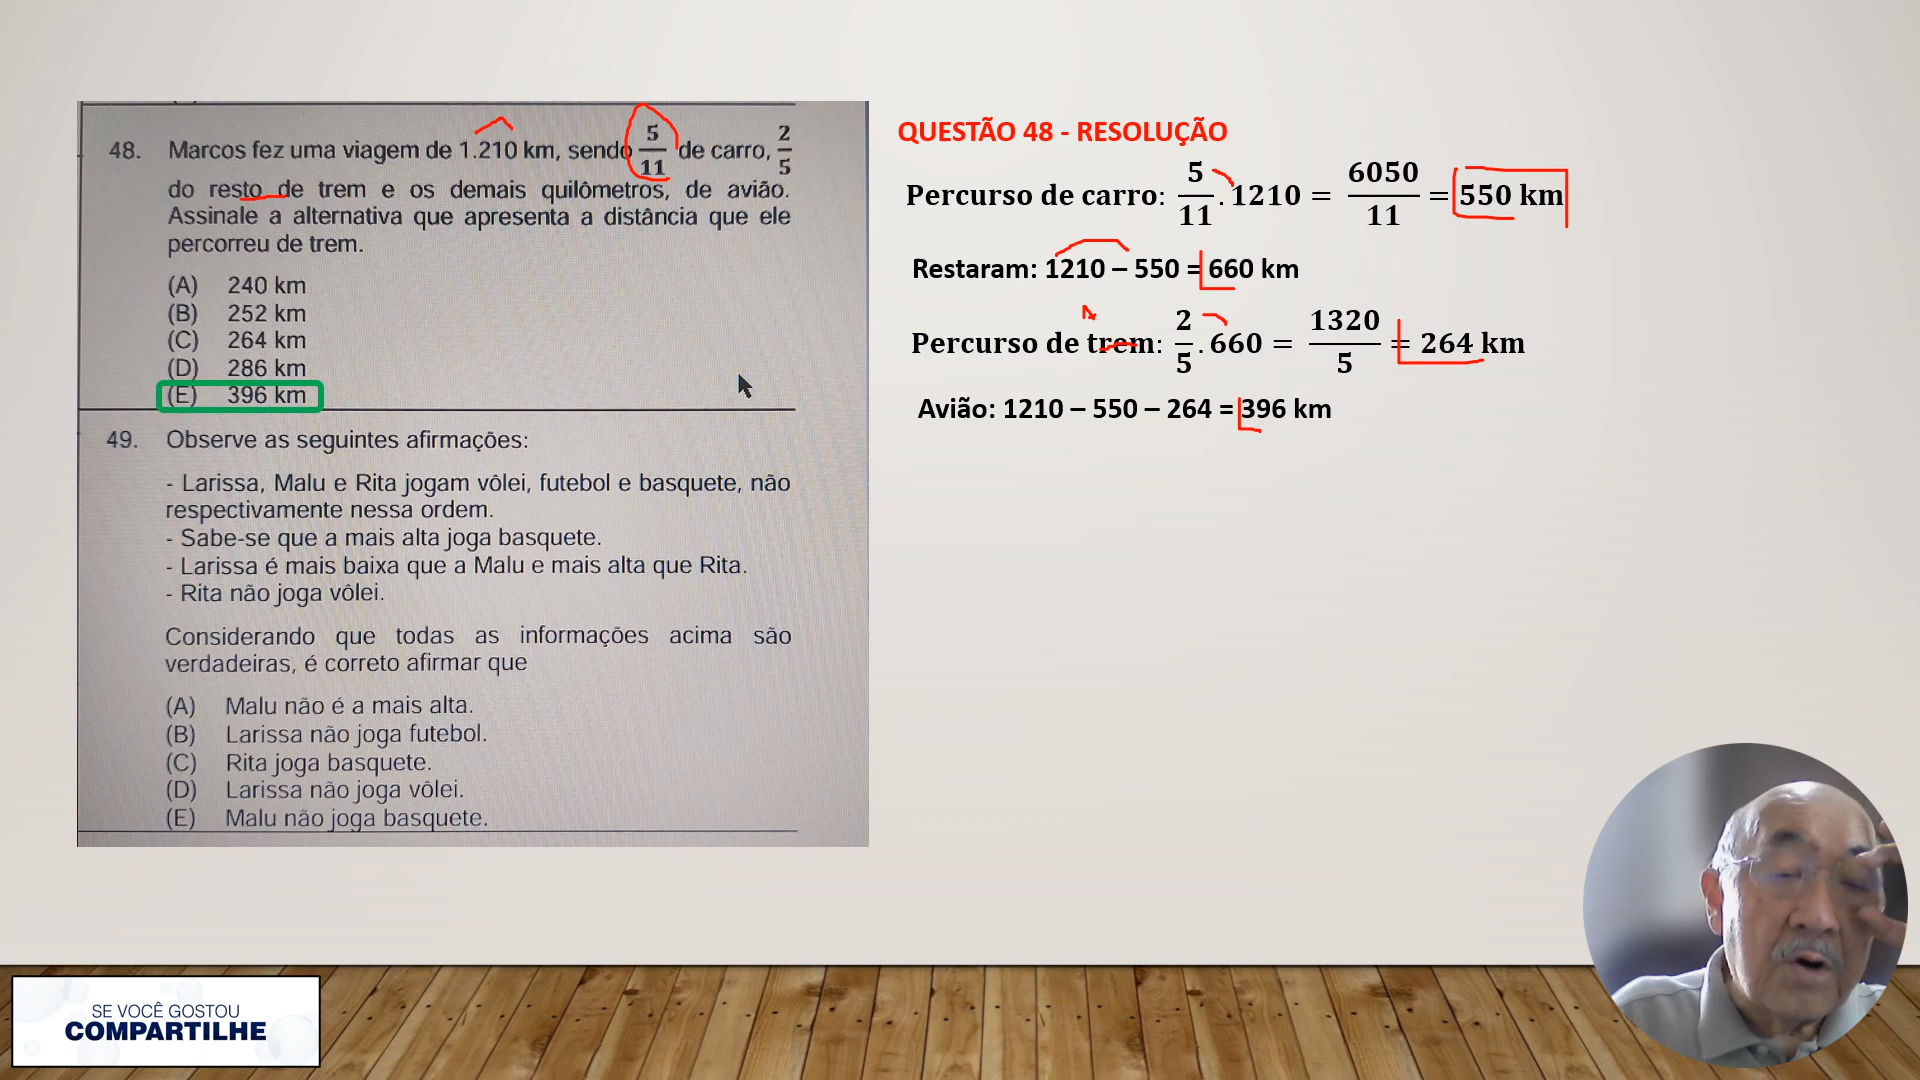 48. Marcos fez uma viagem de 1.210 km, sendo 5/11 de carro, 2/5
do resto de trem e os demais quilômetros, de avião.
Assinale a alternativa que apresenta a distância que ele
percorreu de trem.
(A) 240 km
(B) 252 km
(C) 264 km
(D) 286 km
(E) 396 km
49. Observe as seguintes afirmações:
- Larissa, Malu e Rita jogam vôlei, futebol e basquete, não
respectivamente nessa ordem.
- Sabe-se que a mais alta joga basquete.
- Larissa é mais baixa que a Malu e mais alta que Rita.
- Rita não joga vôlei.
Considerando que todas as informações acima são
verdadeiras, é correto afirmar que
(A) Malu não é a mais alta.
(B) Larissa não joga futebol.
(C) Rita joga basquete.
(D) Larissa não joga vôlei.
(E) Malu não joga basquete.
QUESTÃO 48 - RESOLUÇÃO
Percurso de carro: 5/11 . 1210 = 6050/11 = 550 km
Restaram: 1210 – 550 = 660 km
Percurso de trem: 2/5 . 660 = 1320/5 = 264 km
Avião: 1210 – 550 – 264 = 396 km
SE VOCÊ GOSTOU
COMPARTILHE